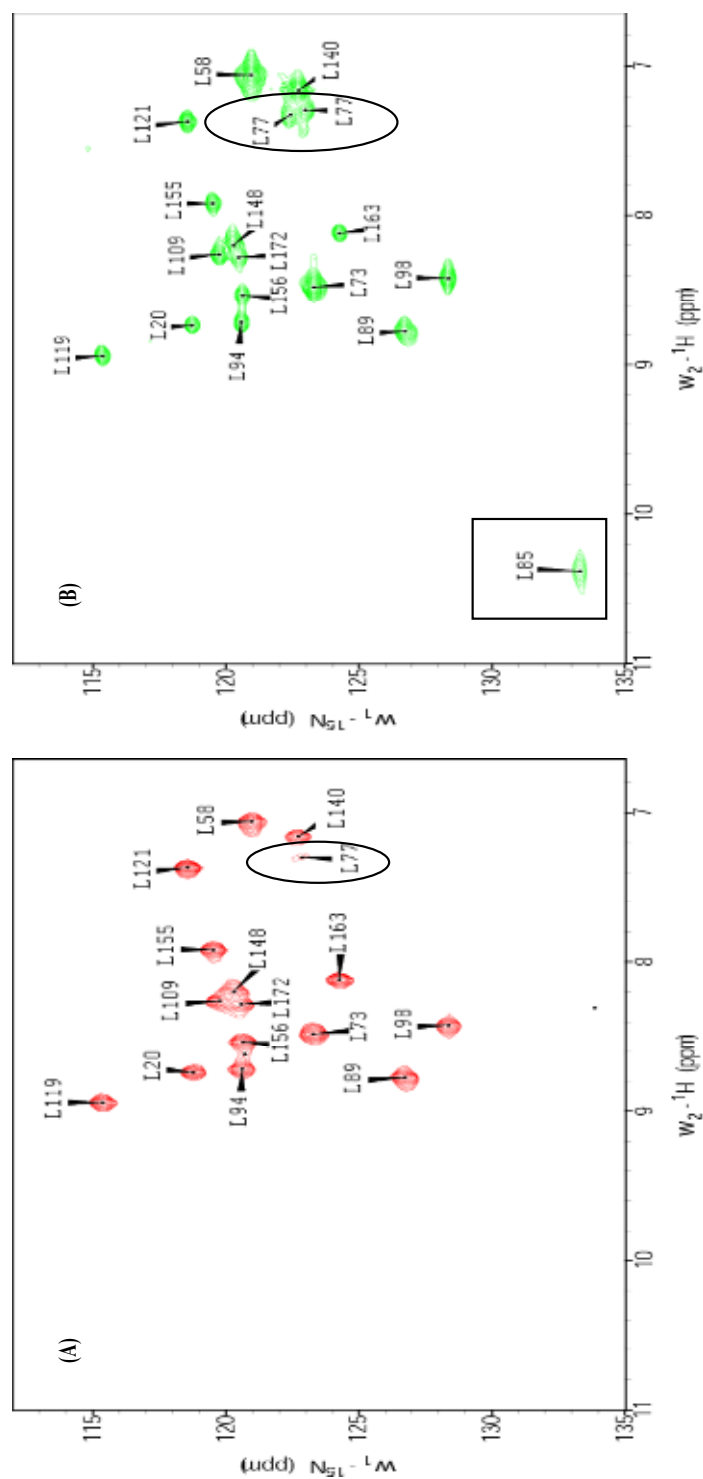 (A)
L119
L20
L109
L155
L121
L58
L94
L156
L172
L148
L77
L140
L89
L98
L73
L163
115
120
125
130
135
W₁ - ¹⁵N (ppm)
11
10
9
8
7
W₂ - ¹H (ppm)
(B)
L119
L20
L109
L155
L121
L58
L94
L156
L172
L148
L77
L77
L140
L89
L98
L73
L163
L85
115
120
125
130
135
W₁ - ¹⁵N (ppm)
11
10
9
8
7
W₂ - ¹H (ppm)